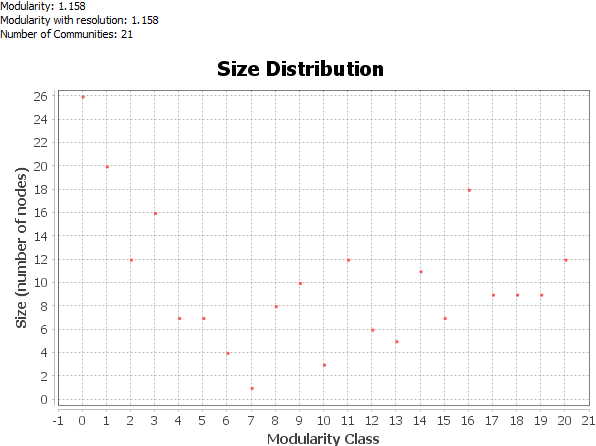 Modularity: 1.158
Modularity with resolution: 1.158
Number of Communities: 21
Size Distribution
Size (number of nodes)
26
24
22
20
18
16
14
12
10
8
6
4
2
0
-1 0 1 2 3 4 5 6 7 8 9 10 11 12 13 14 15 16 17 18 19 20 21
Modularity Class